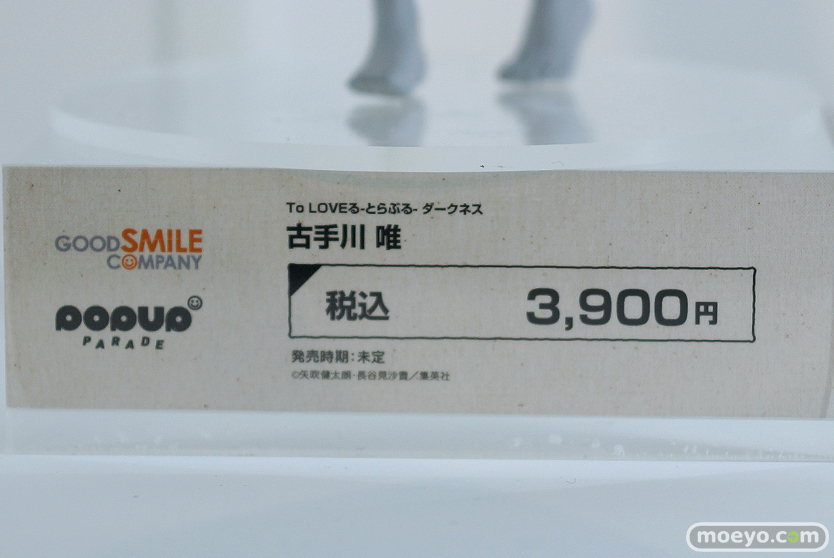 GOOD SMILE
COMPANY
POPUP
PARADE
To LOVEる-とらぶる- ダークネス
古手川 唯
税込 3,900円
発売時期:未定
©矢吹健太朗・長谷見沙貴／集英社
moeyo.com